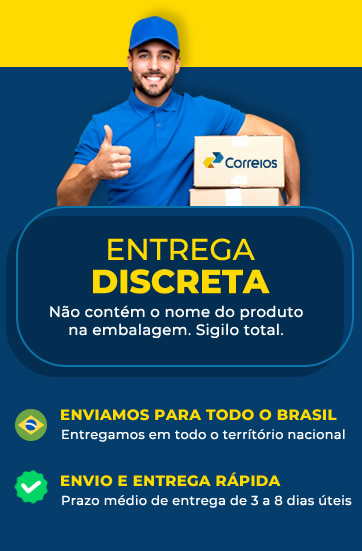 Correios
ENTREGA
DISCRETA
Não contém o nome do produto
na embalagem. Sigilo total.
ENVIAMOS PARA TODO O BRASIL
Entregamos em todo o território nacional
ENVIO E ENTREGA RÁPIDA
Prazo médio de entrega de 3 a 8 dias úteis